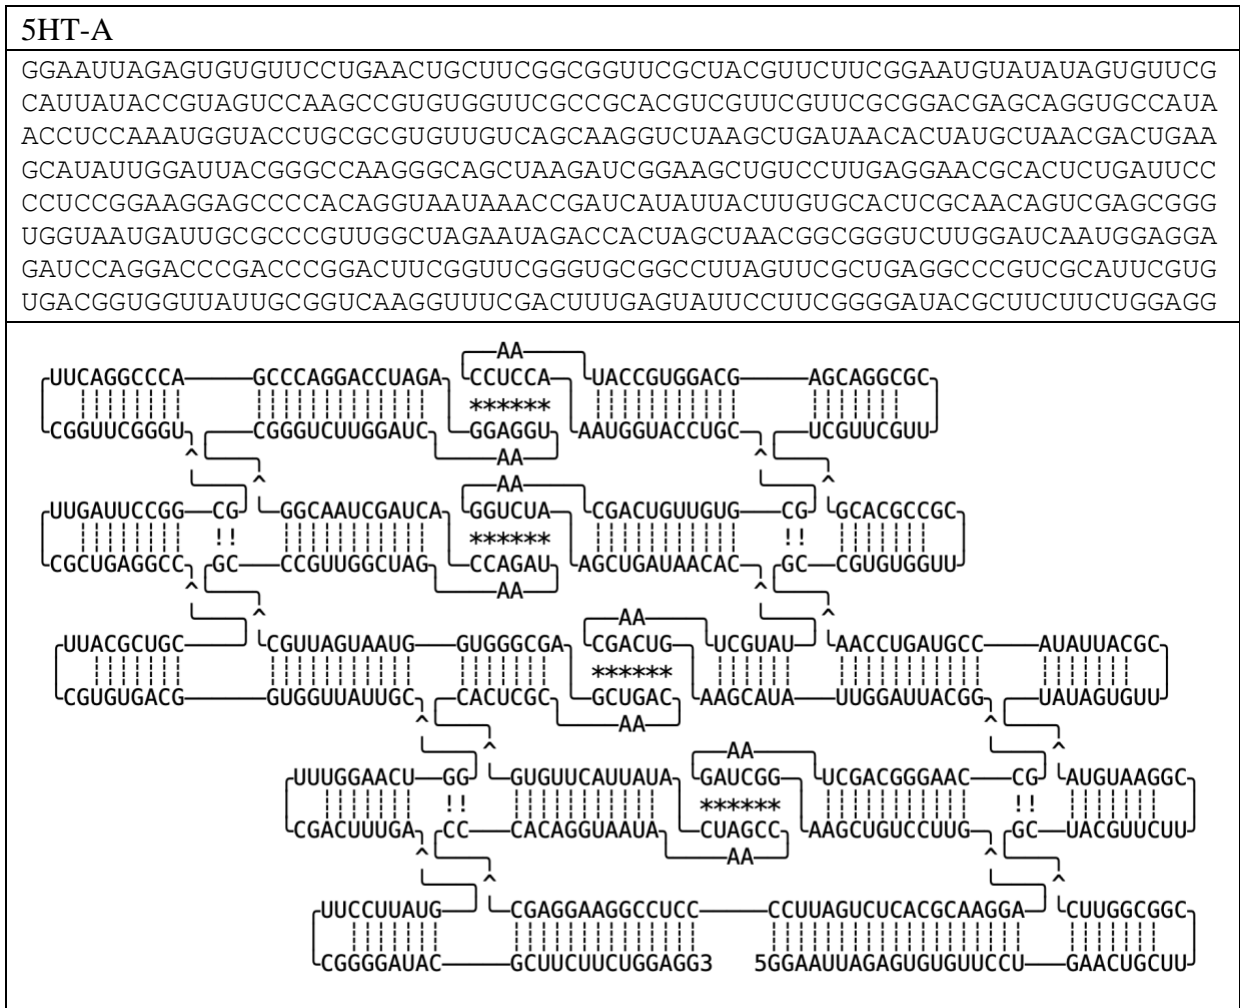 5HT-A
GGAAUUAGAGUGUGUUCCUGAACUGCUUCGGCGGUUCGCUACGUUCUUCGGAAUGUAUAUAGUGUUCG
CAUUAUACCGUAGUCCAAGCCGUGUGGUUCGCCGCACGUCGUUCGUUCGCGGACGAGCAGGUGCCAUA
ACCUCCAAAUGGUACCUGCGCGUGUUGUCAGCAAGGUCUAAGCUGAUAACACUAUGCUAACGACUGAA
GCAUAUUGGAUUACGGGCCAAGGGCAGCUAAGAUCGGAAGCUGUCCUUGAGGAACGCACUCUGAUUCC
CCUCCGGAAGGAGCCCCACAGGUAAUAAACCGAUCAUAUUACUUGUGCACUCGCAACAGUCGAGCGGG
UGGUAAUGAUUGCGCCCGUUGGCUAGAAUAGACCACUAGCUAACGGCGGGUCUUGGAUCAAUGGAGGA
GAUCCAGGACCCGACCCGGACUUCGGUUCGGGUGCGGCCUUAGUUCGCUGAGGCCCGUCGCAUUCGUG
UGACGGUGGUUAUUGCGGUCAAGGUUUCGACUUUGAGUAUUCCUUCGGGGAUACGCUUCUUCUGGAGG
AA
UUCAGGCCCA GCCCAGGACCUAGA CCUCCA UACCGUGGACG AGCAGGCGC
******
CGGUUCGGGU CGGGUCUUGGAUC GGAGGU AAUGGUACCUGC UCGUUCGUU
^ AA ^
^ AA ^
UUGAUUCCGG CG GGCAAUCGAUCA GGUCUA CGACUGUUGUG CG GCACGCCGC
!! ****** !!
CGCUGAGGCC GC CCGUUGGCUAG CCAGAU AGCUGAUAACAC GC CGUGUGGUU
^ AA ^
^ AA ^
UUACGCUGC CGUUAGUAAUG GUGGGCGA CGACUG UCGUAU AACCUGAUGCC AUAUUACGC
******
CGUGUGACG GUGGUUAUUGC CACUCGC GCUGAC AAGCAUA UUGGAUUACGG UAUAGUGUU
^ AA ^
^ AA ^
UUUGGAACU GG GUGUUCAUUAUA GAUCGG UCGACGGGAAC CG AUGUAAGGC
!! ****** !!
CGACUUUGA CC CACAGGUAAUA CUAGCC AAGCUGUCCUUG GC UACGUUCUU
^ AA ^
^ ^
UUCCUUAUG CGAGGAAGGCCUCC CCUUAGUCUCACGCAAGGA CUUGGCGGC
CGGGGAUAC GCUUCUUCUGGAGG3 5GGAAUUAGAGUGUGUUCCU GAACUGCUU